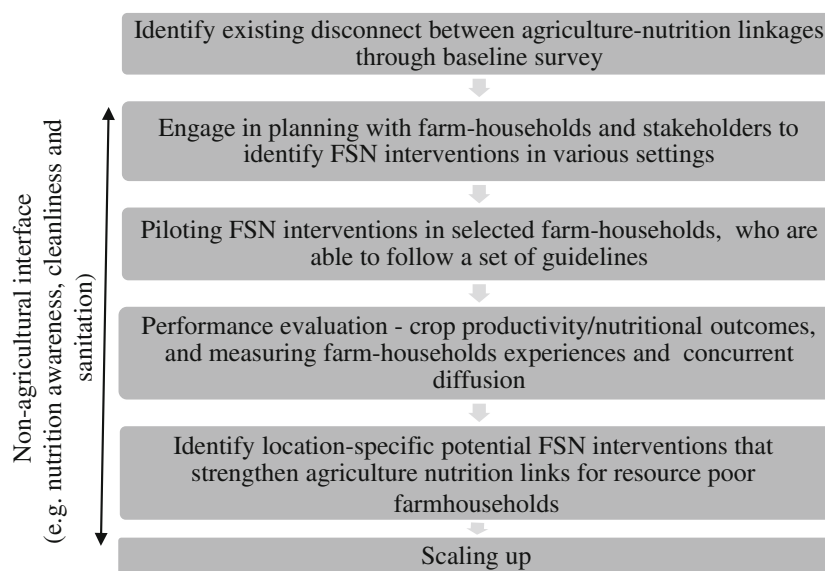 Identify existing disconnect between agriculture-nutrition linkages
through baseline survey
Engage in planning with farm-households and stakeholders to
identify FSN interventions in various settings
Piloting FSN interventions in selected farm-households, who are
able to follow a set of guidelines
Performance evaluation - crop productivity/nutritional outcomes,
and measuring farm-households experiences and concurrent
diffusion
Identify location-specific potential FSN interventions that
strengthen agriculture nutrition links for resource poor
farmhouseholds
Scaling up
Non-agricultural interface
(e.g. nutrition awareness, cleanliness and
sanitation)